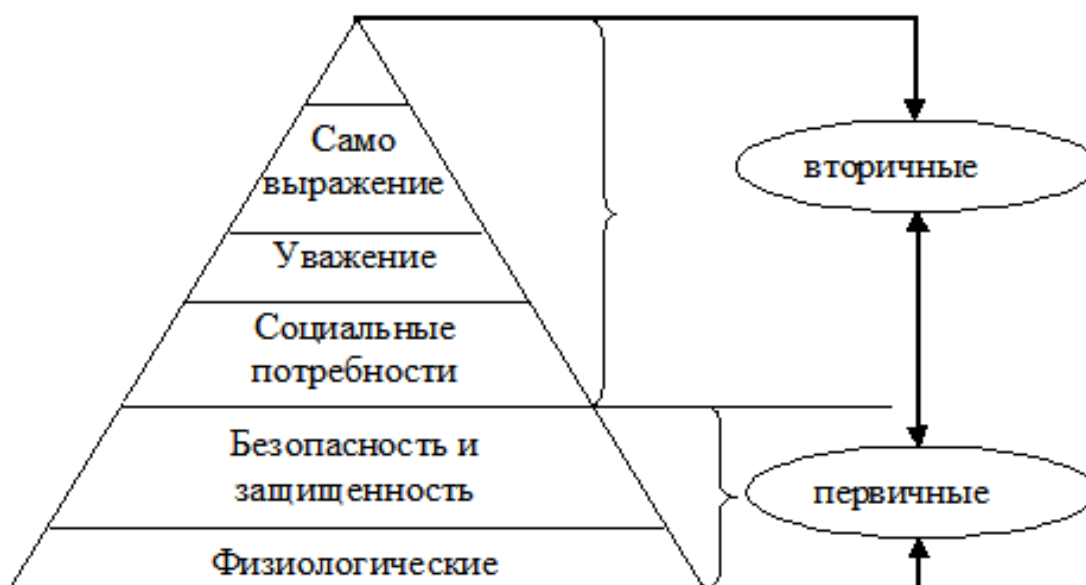 Само
выражение
Уважение
Социальные
потребности
Безопасность и
защищенность
Физиологические
вторичные
первичные